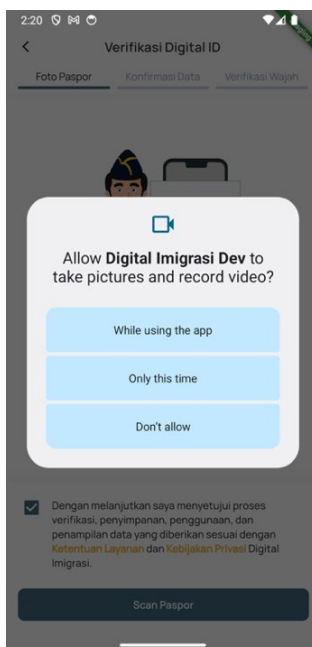 2:20
Verifikasi Digital ID
Foto Paspor
Konfirmasi Data
Verifikasi Wajah
Allow Digital Imigrasi Dev to
take pictures and record video?
While using the app
Only this time
Don't allow
Dengan melanjutkan saya menyetujui proses
verifikasi, penyimpanan, penggunaan, dan
penampilan data yang diberikan sesuai dengan
Ketentuan Layanan dan Kebijakan Privasi Digital
Imigrasi.
Scan Paspor